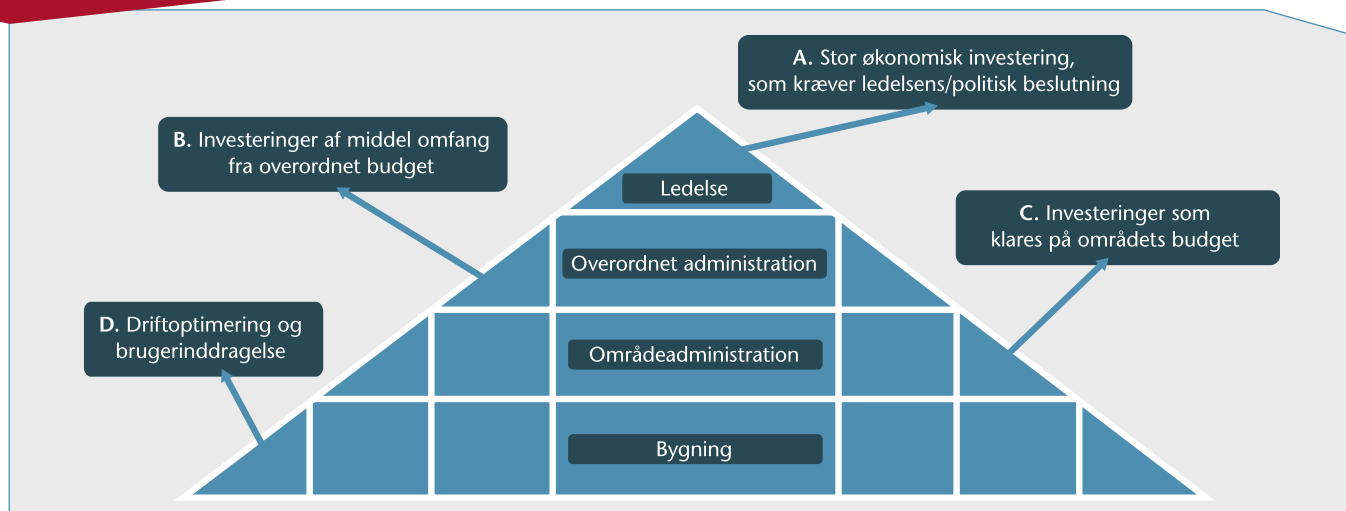 A. Stor økonomisk investering,
som kræver ledelsens/politisk beslutning
B. Investeringer af middel omfang
fra overordnet budget
Ledelse
C. Investeringer som
klares på områdets budget
Overordnet administration
D. Driftoptimering og
brugerinddragelse
Områdeadministration
Bygning